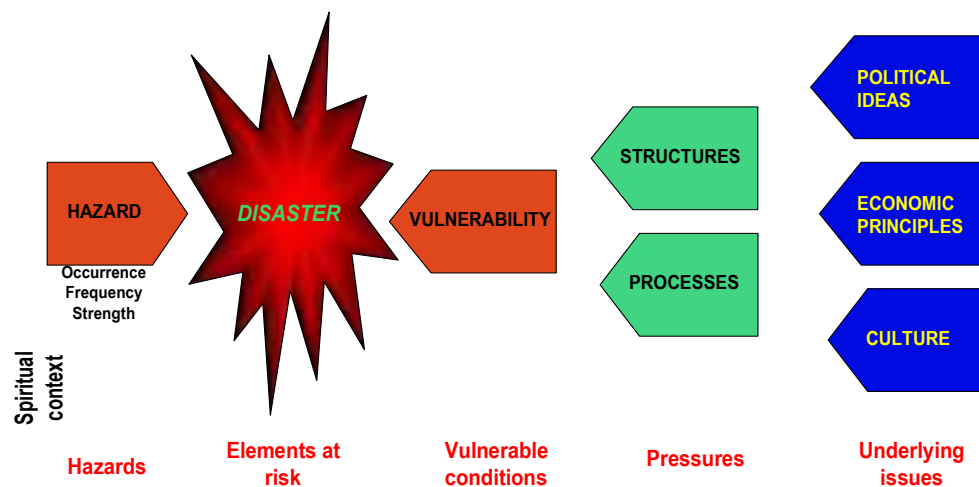 POLITICAL
IDEAS
STRUCTURES
HAZARD
DISASTER
VULNERABILITY
ECONOMIC
PRINCIPLES
Occurrence
Frequency
Strength
PROCESSES
CULTURE
Spiritual
context
Hazards
Elements at
risk
Vulnerable
conditions
Pressures
Underlying
issues